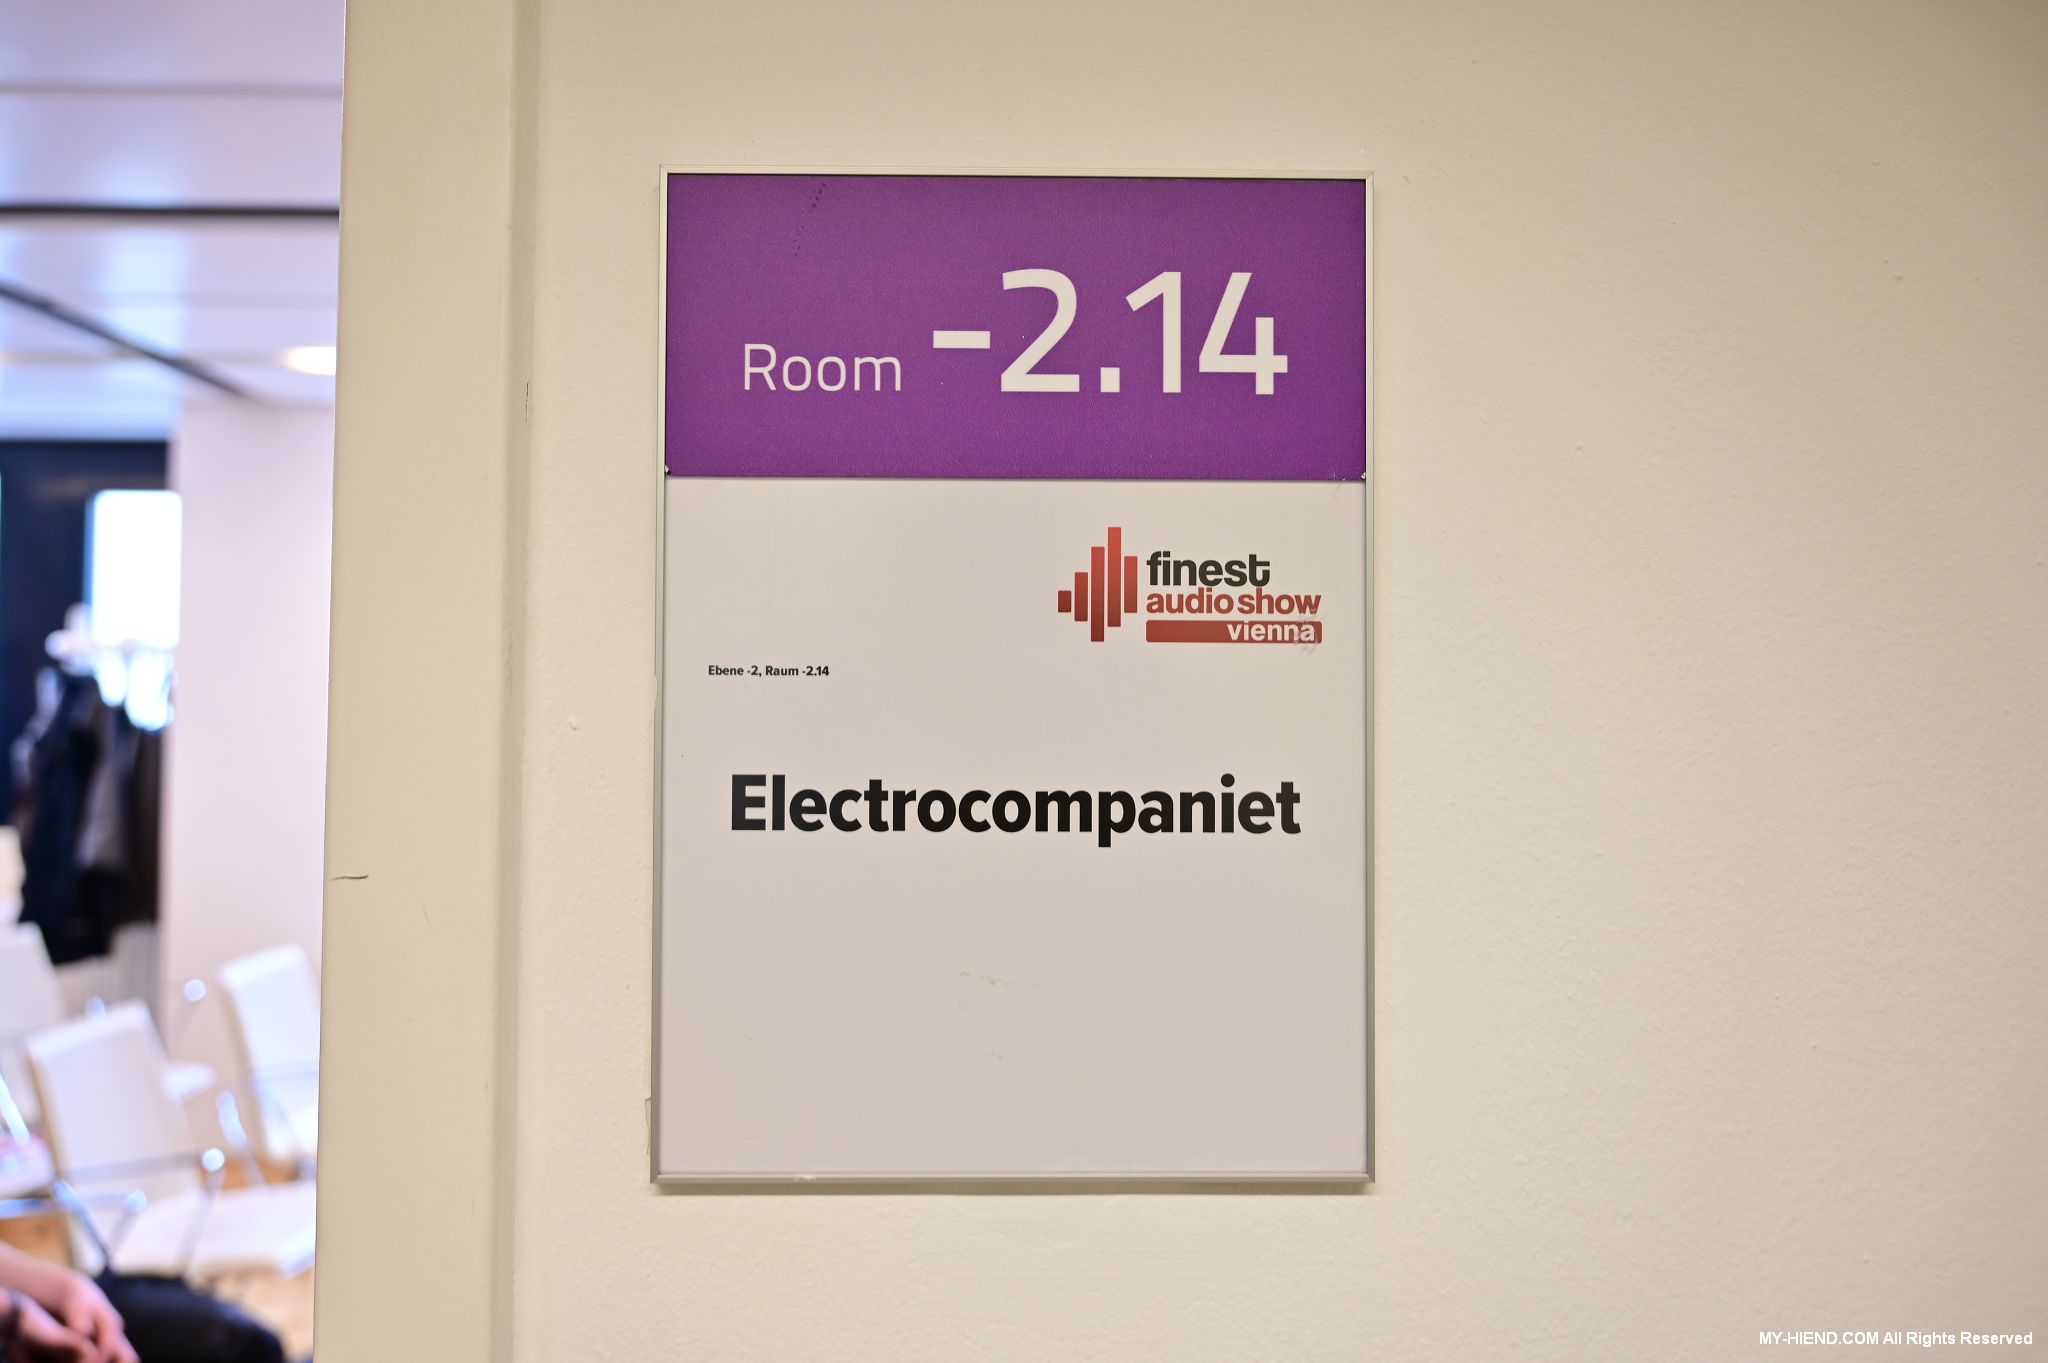 Room -2.14
finest
audio show
vienna
Ebene -2, Raum -2.14
Electrocompaniet
MY-HIEND.COM All Rights Reserved